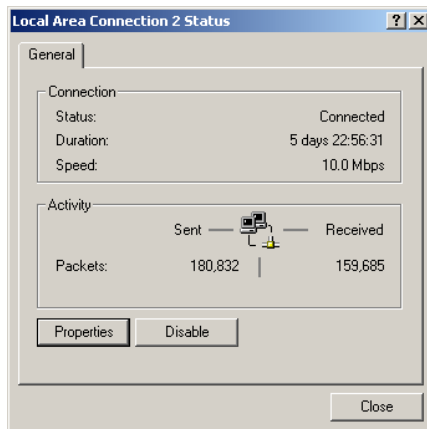 Local Area Connection 2 Status
General
Connection
Status: Connected
Duration: 5 days 22:56:31
Speed: 10.0 Mbps
Activity
Sent Received
Packets: 180,832 159,685
Properties Disable
Close